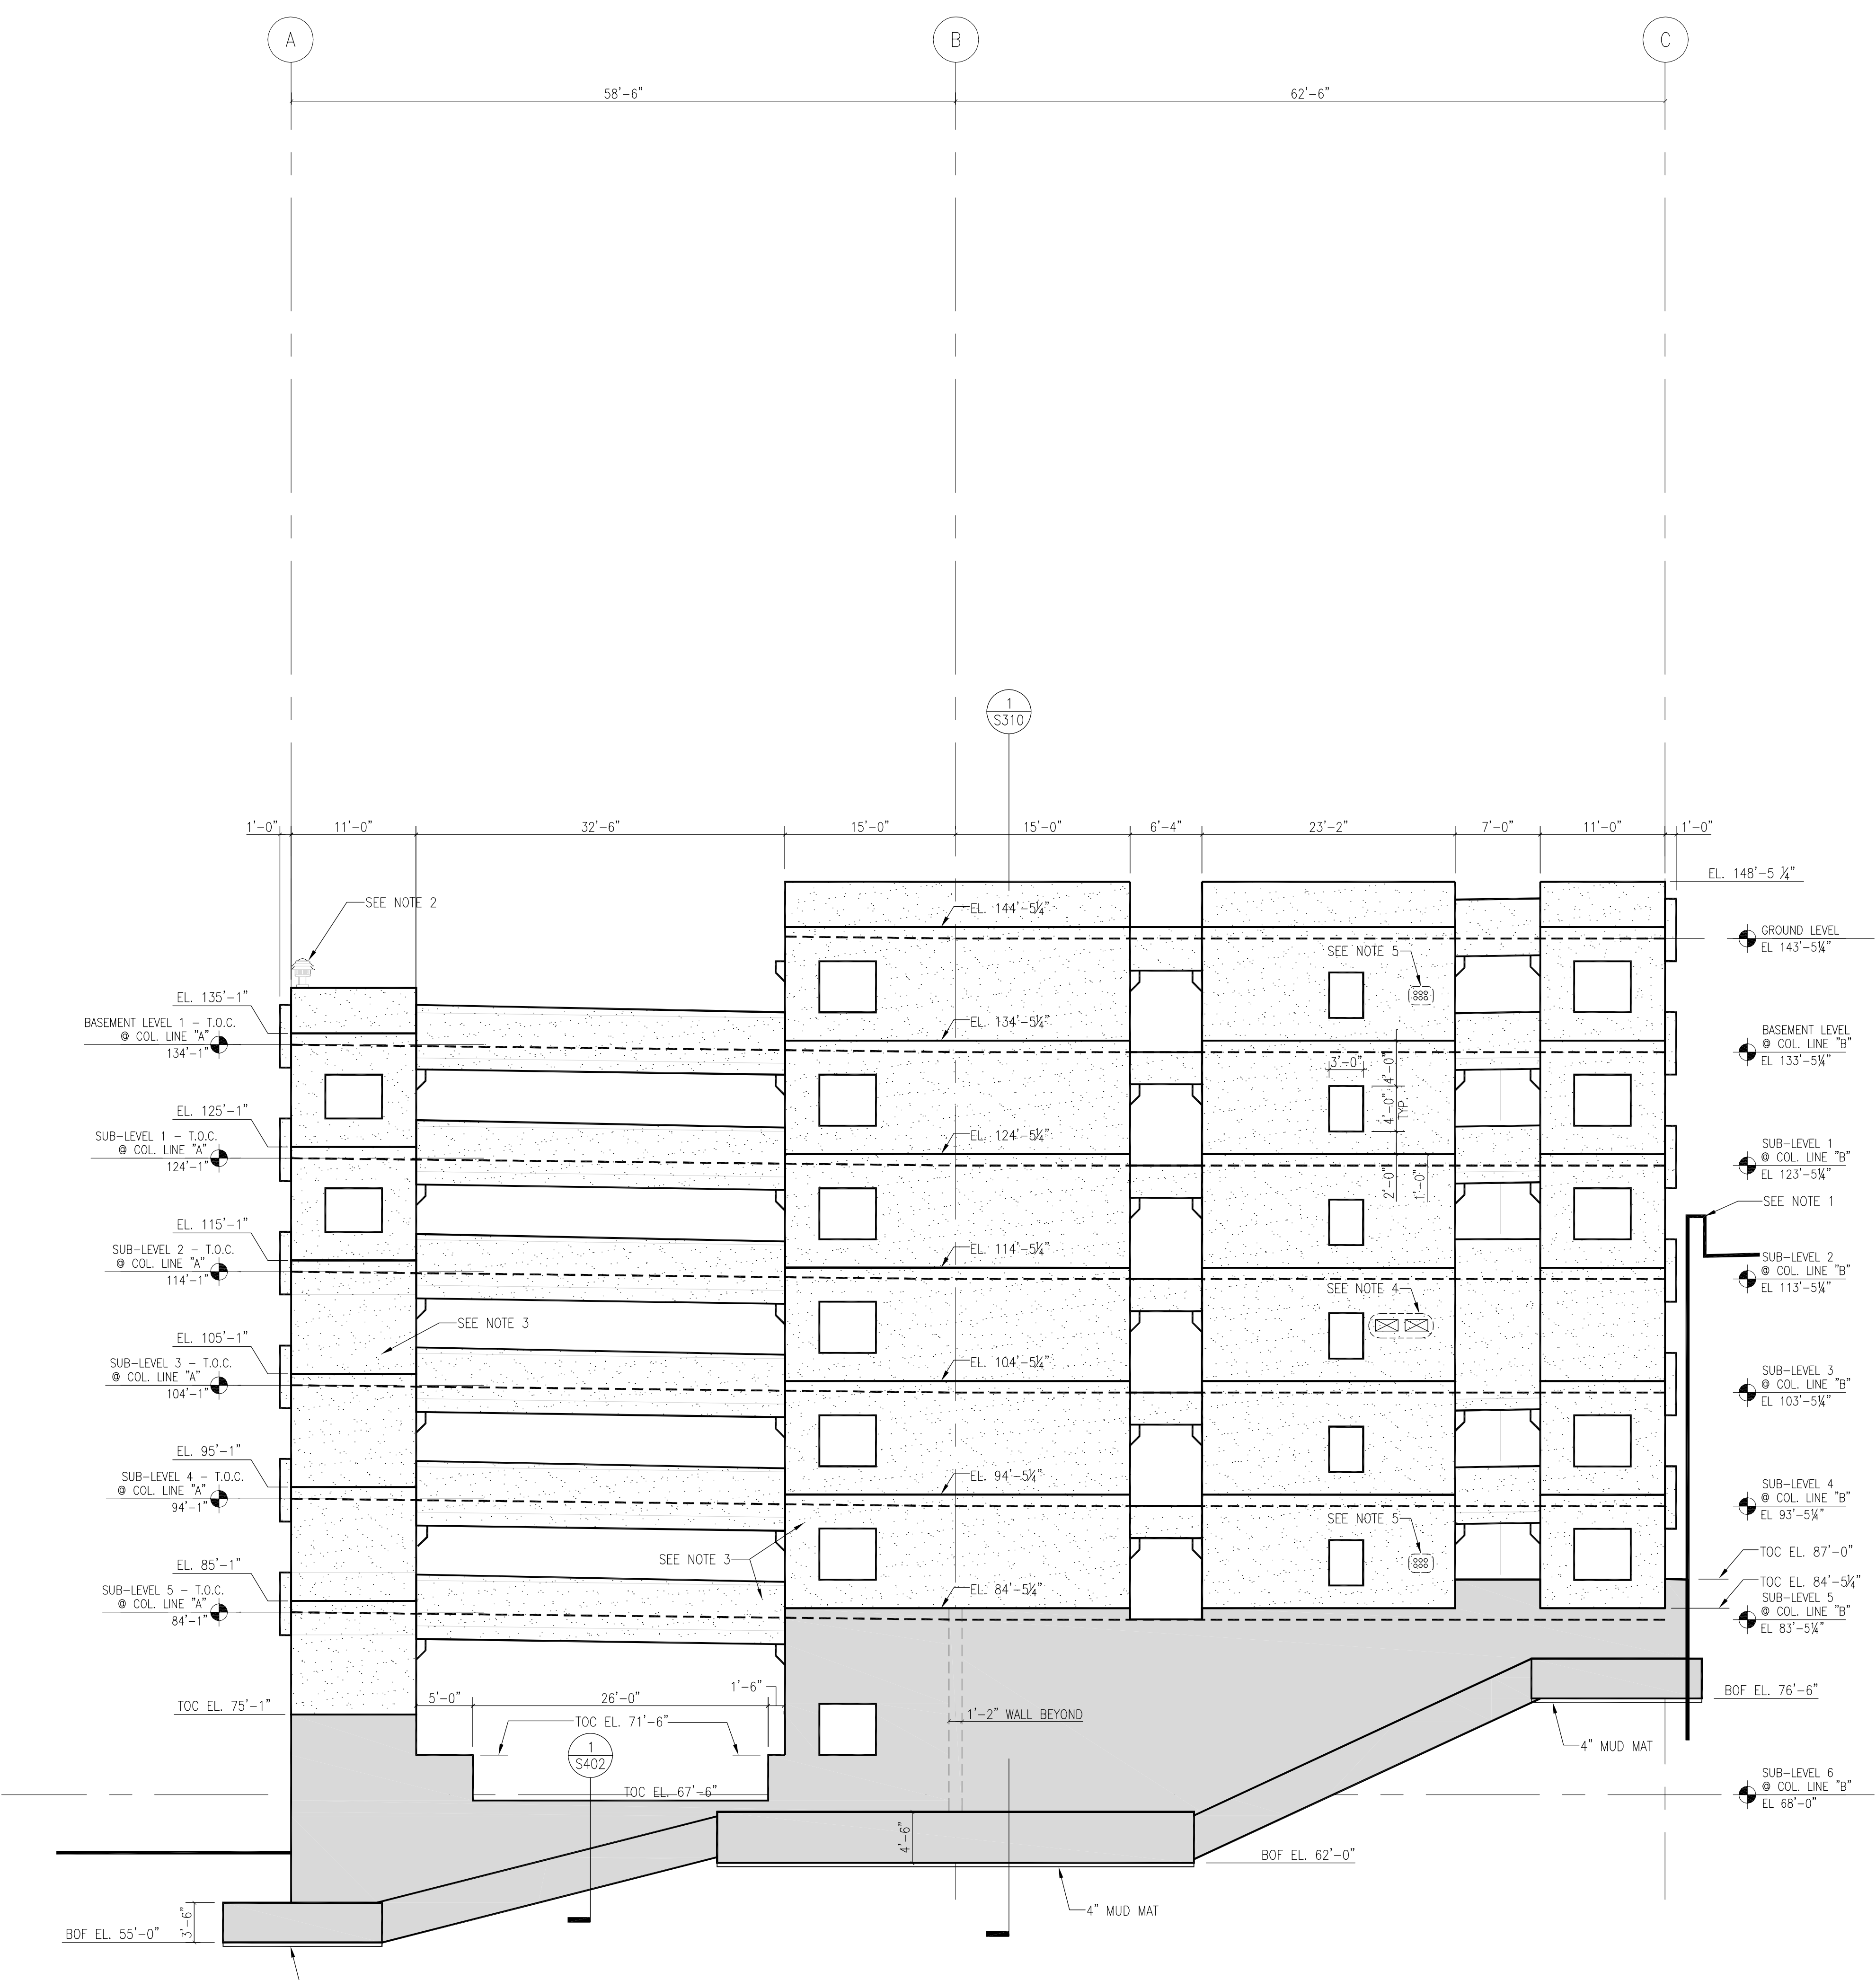 A
B
C
58'-6"
62'-6"
1
S310
1'-0"
11'-0"
32'-6"
15'-0"
15'-0"
6'-4"
23'-2"
7'-0"
11'-0"
1'-0"
EL. 148'-5 ¼"
SEE NOTE 2
EL. 144'-5¼"
GROUND LEVEL
EL 143'-5¼"
SEE NOTE 5
EL. 135'-1"
BASEMENT LEVEL 1 - T.O.C.
@ COL. LINE "A"
134'-1"
EL. 134'-5¼"
BASEMENT LEVEL
@ COL. LINE "B"
EL 133'-5¼"
3'-0"
4'-0"
4'-0"
TYP.
2'-0"
1'-0"
EL. 125'-1"
SUB-LEVEL 1 - T.O.C.
@ COL. LINE "A"
124'-1"
EL. 124'-5¼"
SUB-LEVEL 1
@ COL. LINE "B"
EL 123'-5¼"
SEE NOTE 1
EL. 115'-1"
SUB-LEVEL 2 - T.O.C.
@ COL. LINE "A"
114'-1"
EL. 114'-5¼"
SUB-LEVEL 2
@ COL. LINE "B"
EL 113'-5¼"
SEE NOTE 4
SEE NOTE 3
EL. 105'-1"
SUB-LEVEL 3 - T.O.C.
@ COL. LINE "A"
104'-1"
EL. 104'-5¼"
SUB-LEVEL 3
@ COL. LINE "B"
EL 103'-5¼"
EL. 95'-1"
SUB-LEVEL 4 - T.O.C.
@ COL. LINE "A"
94'-1"
EL. 94'-5¼"
SUB-LEVEL 4
@ COL. LINE "B"
EL 93'-5¼"
SEE NOTE 5
SEE NOTE 3
TOC EL. 87'-0"
EL. 85'-1"
SUB-LEVEL 5 - T.O.C.
@ COL. LINE "A"
84'-1"
EL. 84'-5¼"
TOC EL. 84'-5¼"
SUB-LEVEL 5
@ COL. LINE "B"
EL 83'-5¼"
1'-6"
5'-0"
26'-0"
TOC EL. 75'-1"
TOC EL. 71'-6"
1'-2" WALL BEYOND
BOF EL. 76'-6"
4" MUD MAT
1
S402
TOC EL. 67'-6"
SUB-LEVEL 6
@ COL. LINE "B"
EL 68'-0"
4'-6"
BOF EL. 62'-0"
4" MUD MAT
3'-6"
BOF EL. 55'-0"